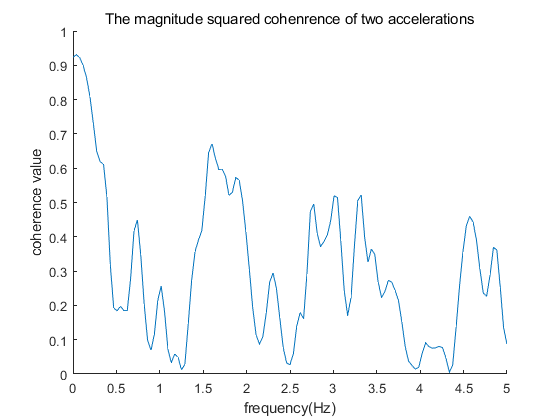 The magnitude squared cohenrence of two accelerations
1
0.9
0.8
0.7
0.6
0.5
0.4
0.3
0.2
0.1
0
coherence value
0 0.5 1 1.5 2 2.5 3 3.5 4 4.5 5
frequency(Hz)